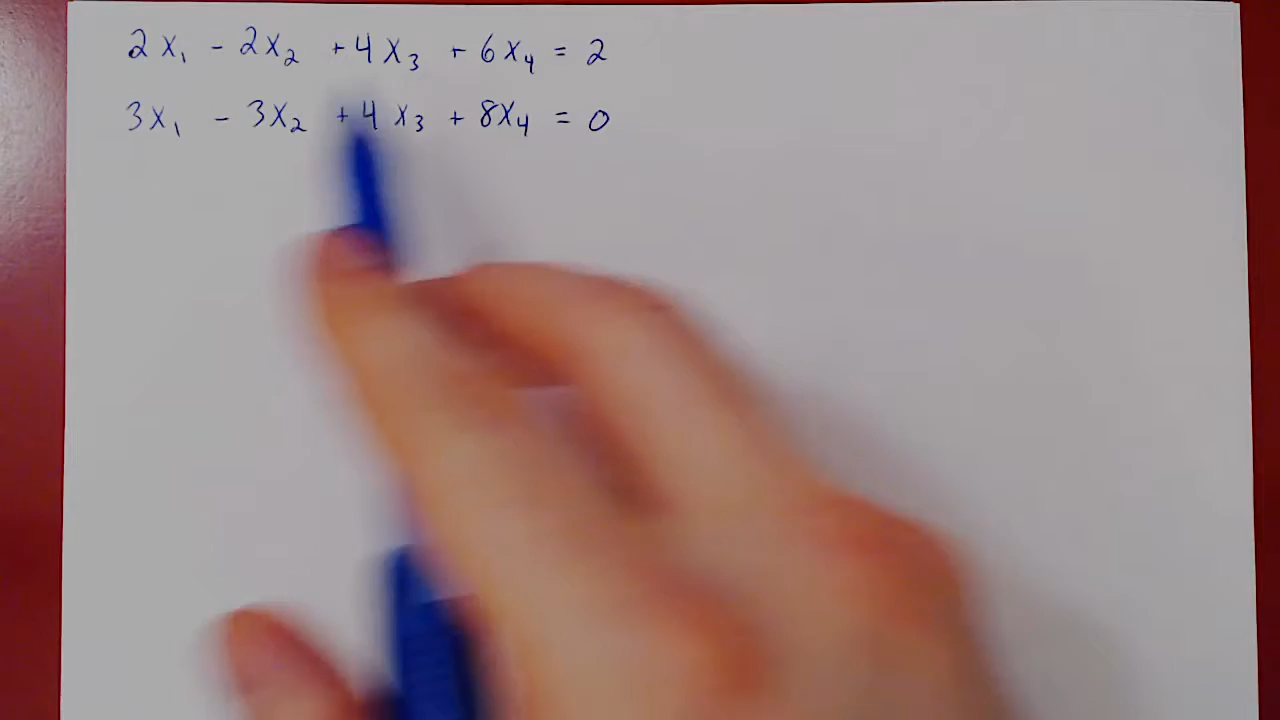 2x₁ - 2x₂ + 4x₃ + 6x₄ = 2
3x₁ - 3x₂ + 4x₃ + 8x₄ = 0